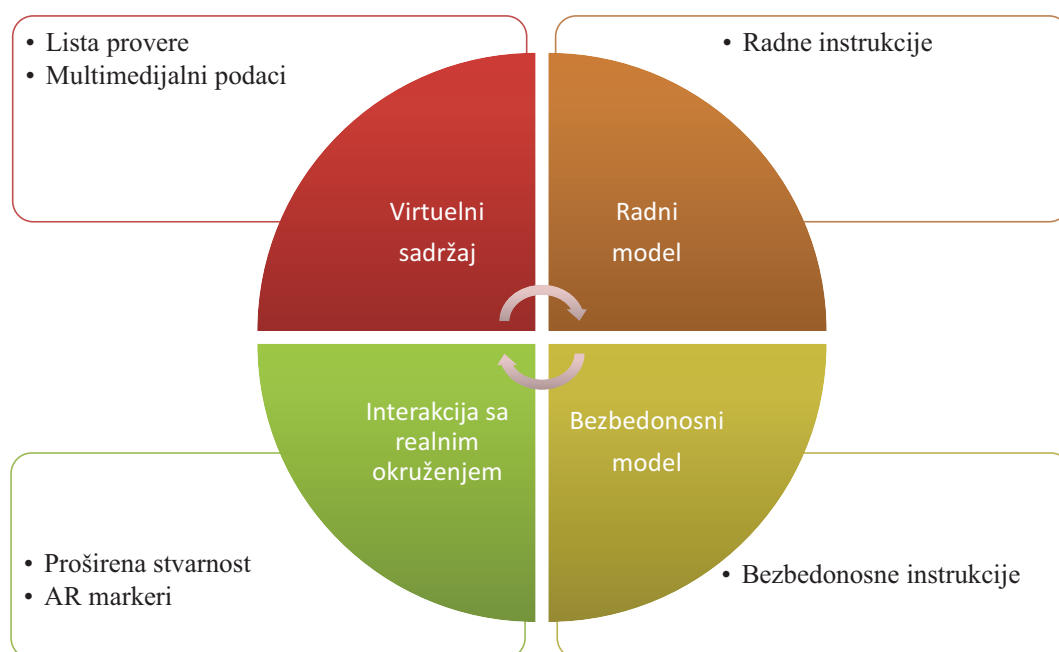 • Lista provere
• Multimedijalni podaci
• Radne instrukcije
Virtuelni
sadržaj
Radni
model
Interakcija sa
realnim
okruženjem
Bezbedonosni
model
• Proširena stvarnost
• AR markeri
• Bezbedonosne instrukcije